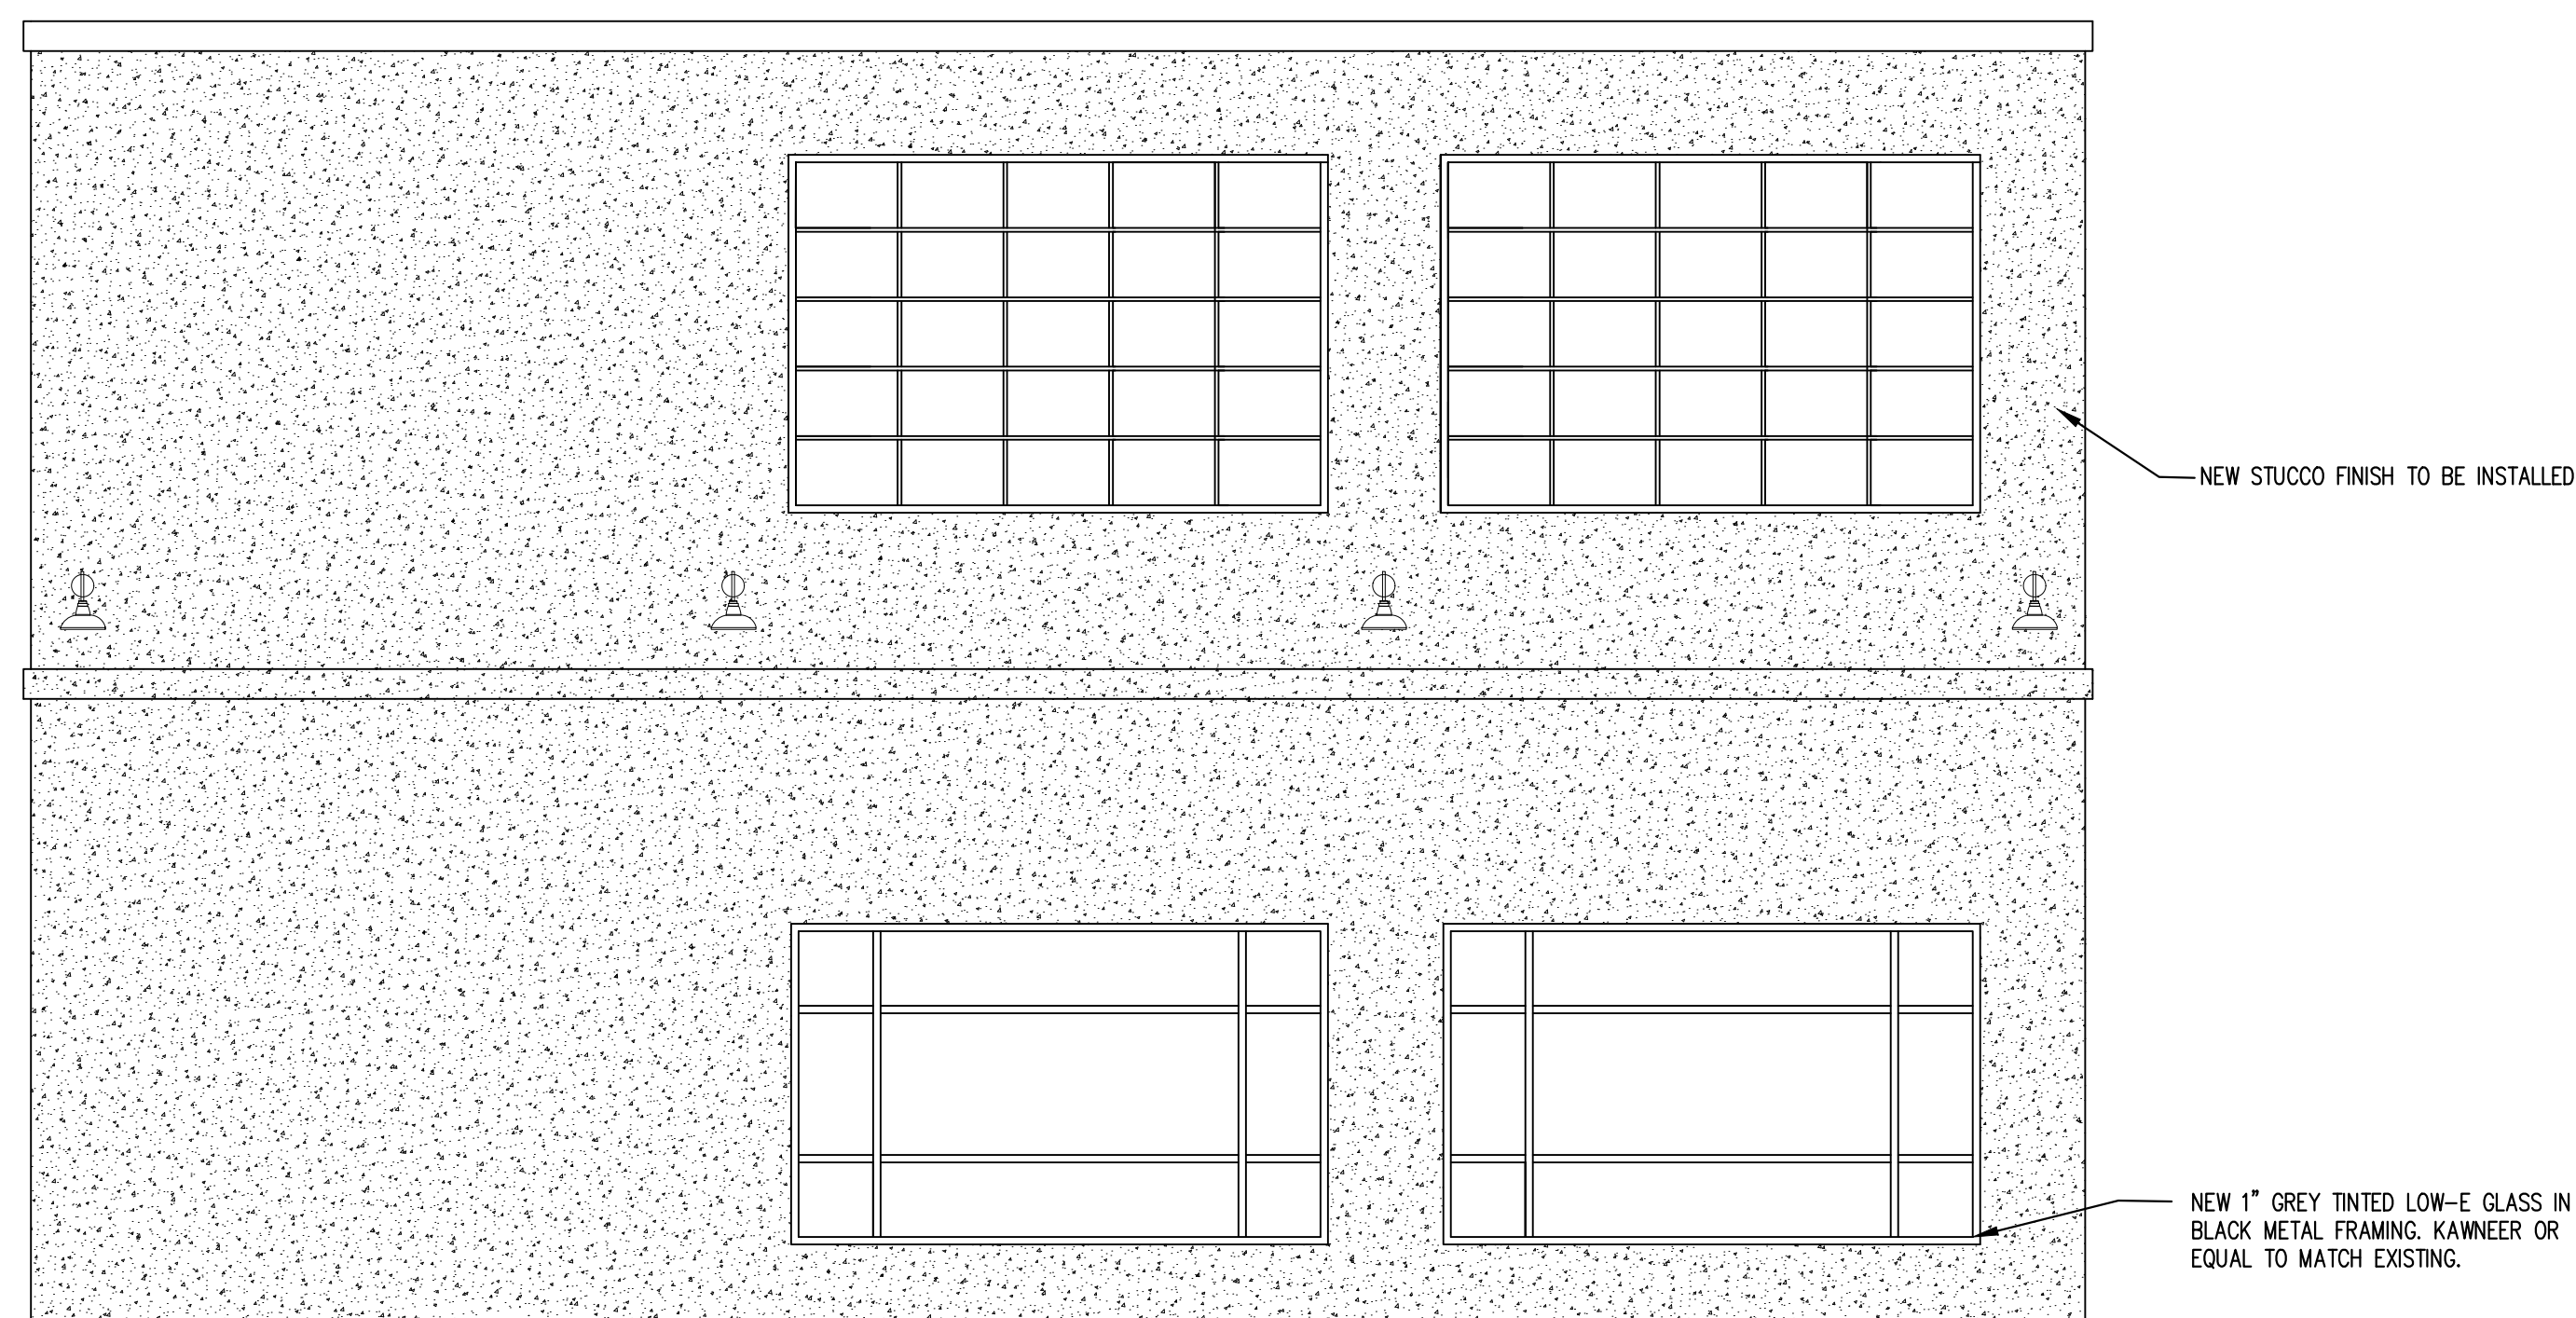 NEW STUCCO FINISH TO BE INSTALLED
NEW 1" GREY TINTED LOW-E GLASS IN
BLACK METAL FRAMING. KAWNEER OR
EQUAL TO MATCH EXISTING.